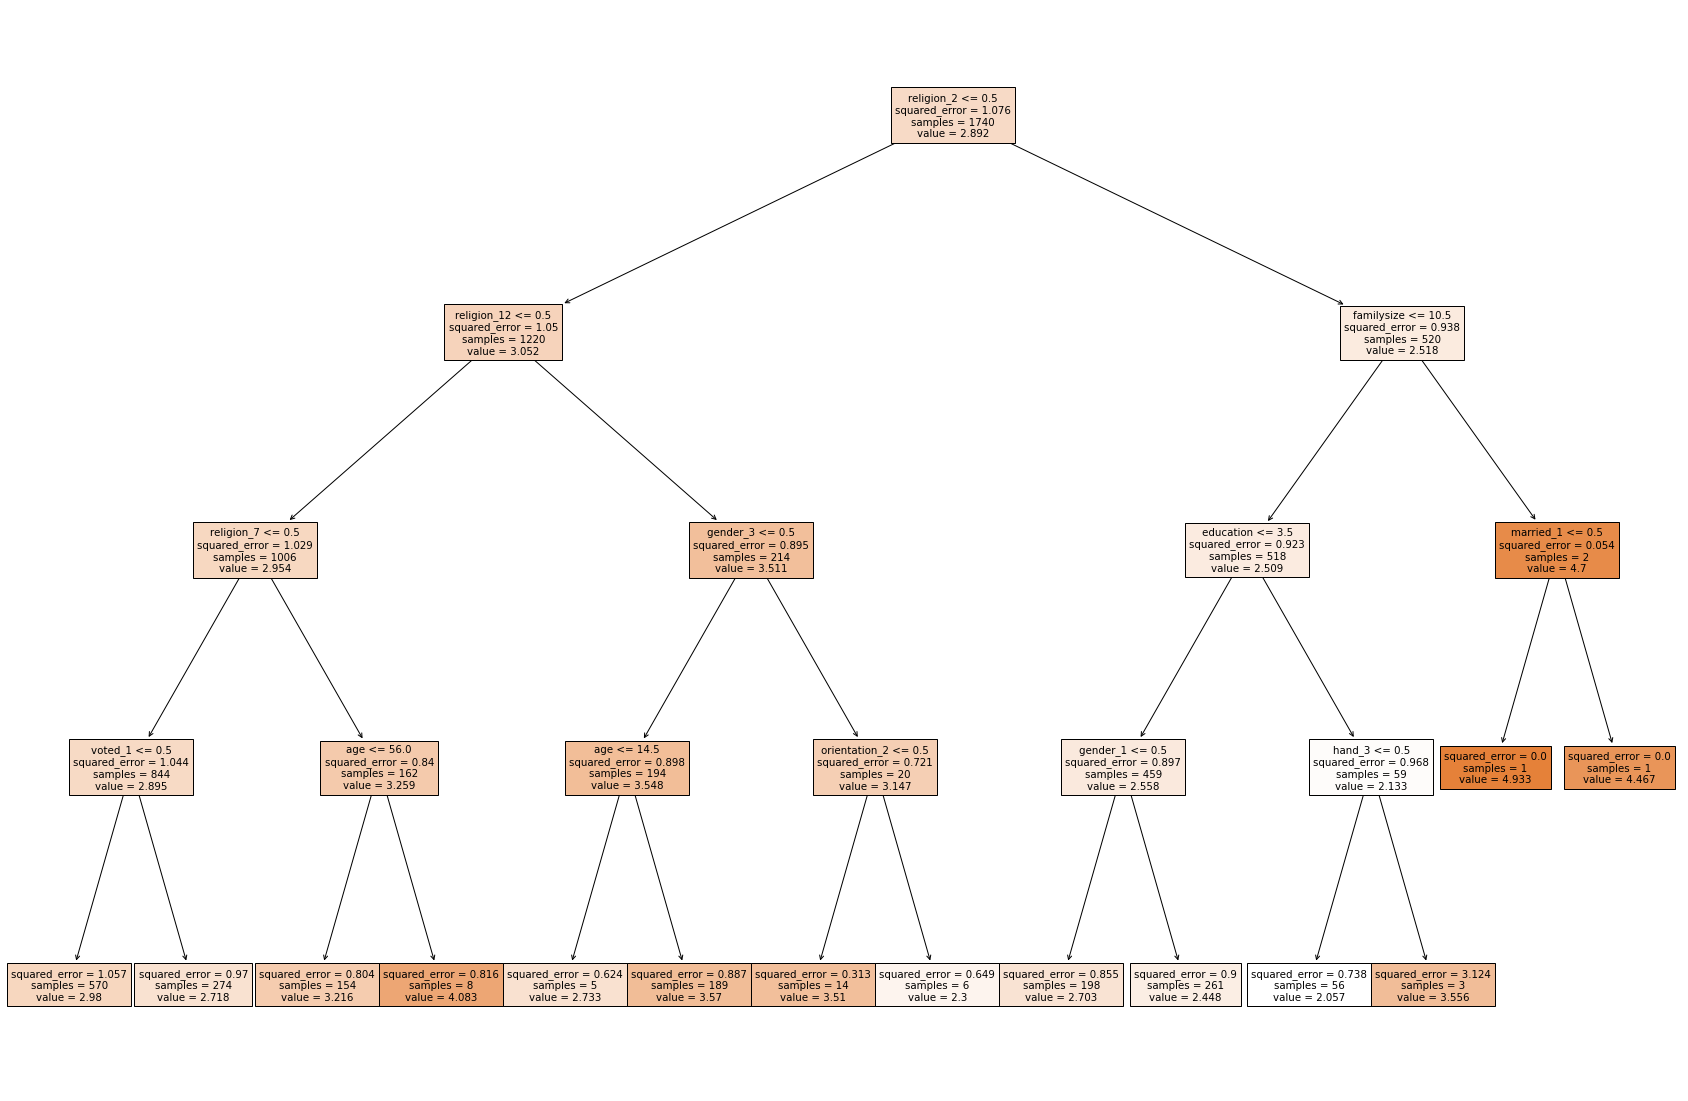 religion_2 <= 0.5
squared_error = 1.076
samples = 1740
value = 2.892
religion_12 <= 0.5
squared_error = 1.05
samples = 1220
value = 3.052
familysize <= 10.5
squared_error = 0.938
samples = 520
value = 2.518
religion_7 <= 0.5
squared_error = 1.029
samples = 1006
value = 2.954
gender_3 <= 0.5
squared_error = 0.895
samples = 214
value = 3.511
education <= 3.5
squared_error = 0.923
samples = 518
value = 2.509
married_1 <= 0.5
squared_error = 0.054
samples = 2
value = 4.7
voted_1 <= 0.5
squared_error = 1.044
samples = 844
value = 2.895
age <= 56.0
squared_error = 0.84
samples = 162
value = 3.259
age <= 14.5
squared_error = 0.898
samples = 194
value = 3.548
orientation_2 <= 0.5
squared_error = 0.721
samples = 20
value = 3.147
gender_1 <= 0.5
squared_error = 0.897
samples = 459
value = 2.558
hand_3 <= 0.5
squared_error = 0.968
samples = 59
value = 2.133
squared_error = 0.0
samples = 1
value = 4.933
squared_error = 0.0
samples = 1
value = 4.467
squared_error = 1.057
samples = 570
value = 2.98
squared_error = 0.97
samples = 274
value = 2.718
squared_error = 0.804
samples = 154
value = 3.216
squared_error = 0.816
samples = 8
value = 4.083
squared_error = 0.624
samples = 5
value = 2.733
squared_error = 0.887
samples = 189
value = 3.57
squared_error = 0.313
samples = 14
value = 3.51
squared_error = 0.649
samples = 6
value = 2.3
squared_error = 0.855
samples = 198
value = 2.703
squared_error = 0.9
samples = 261
value = 2.448
squared_error = 0.738
samples = 56
value = 2.057
squared_error = 3.124
samples = 3
value = 3.556